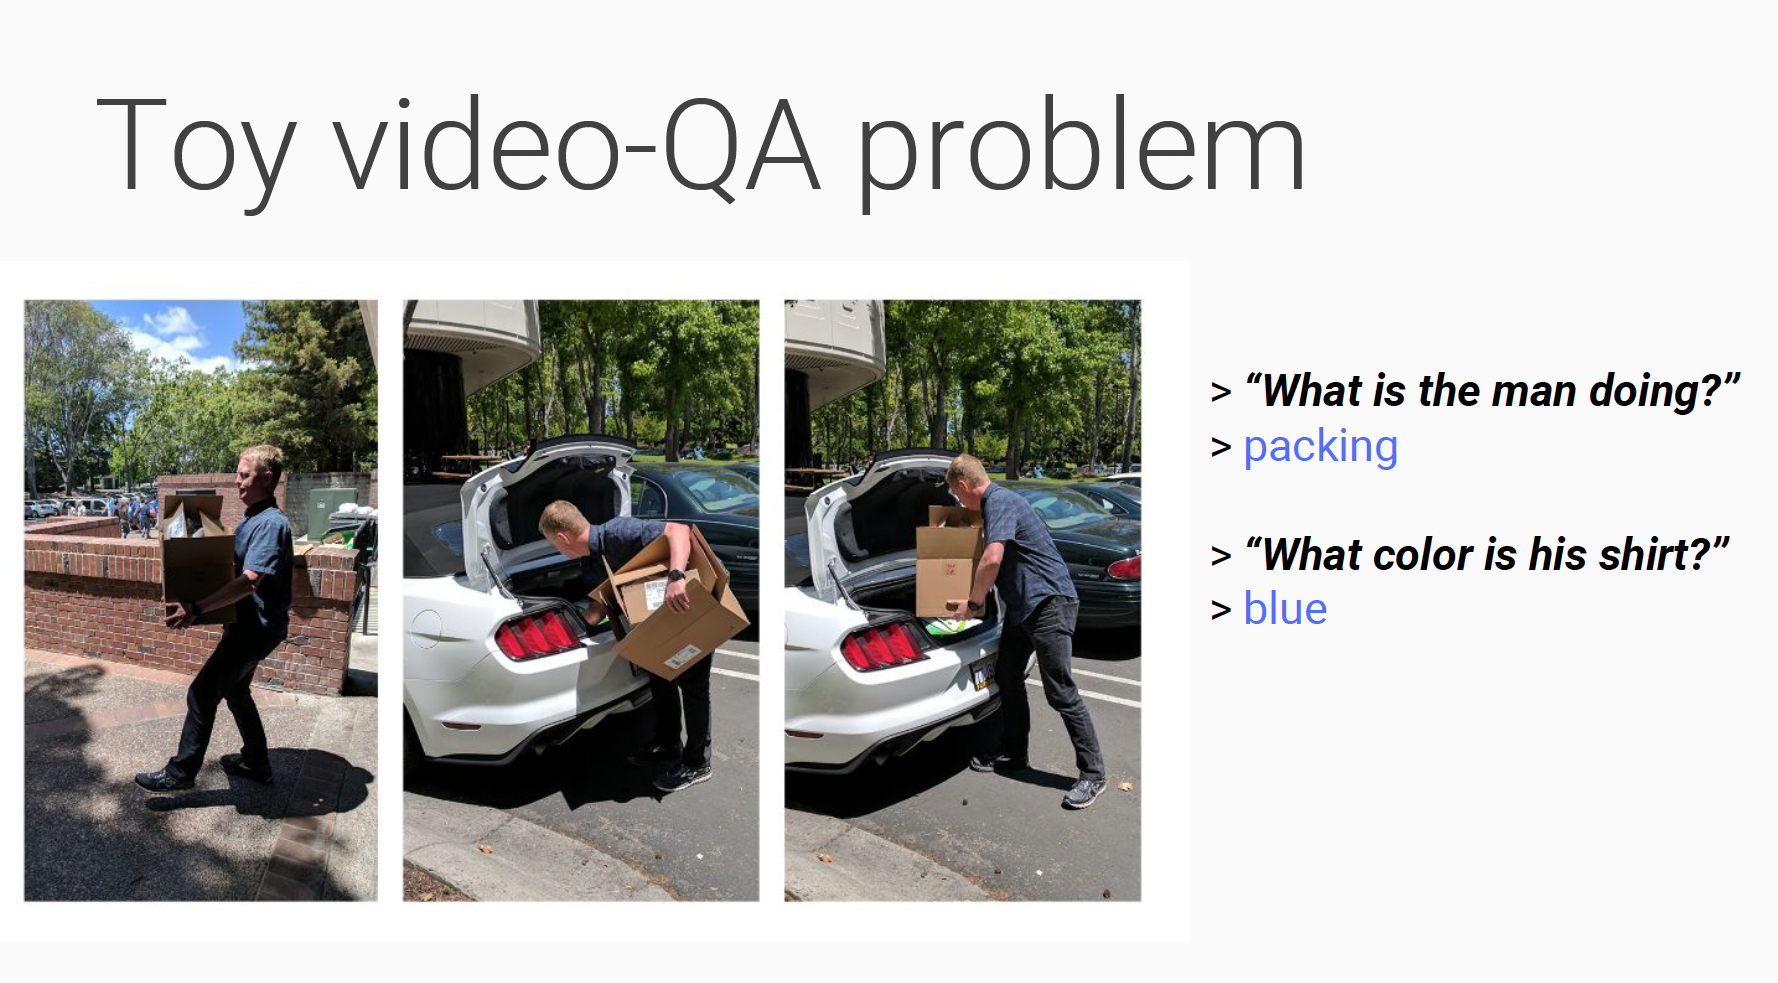 Toy video-QA problem
> “What is the man doing?”
> packing
> “What color is his shirt?”
> blue